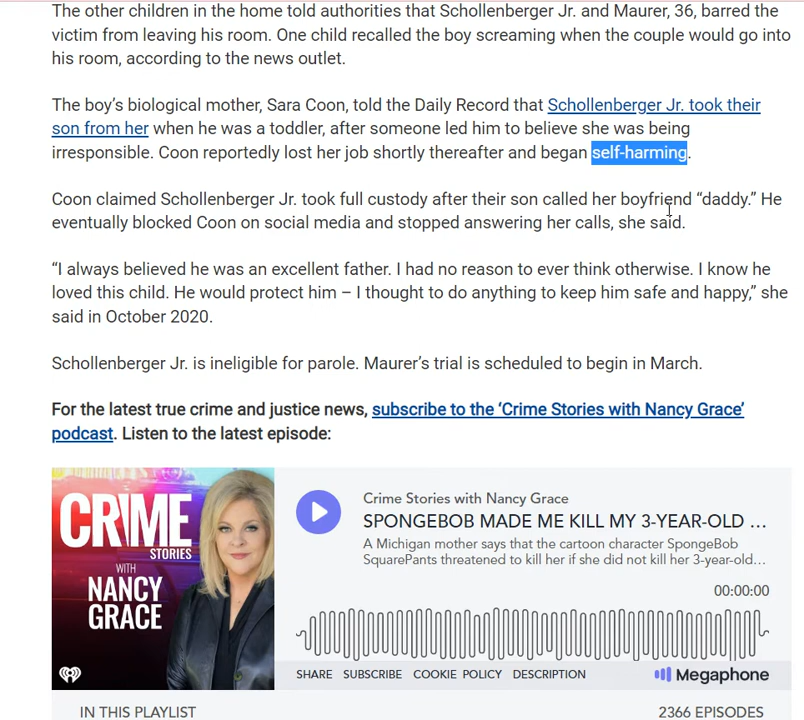 The other children in the home told authorities that Schollenberger Jr. and Maurer, 36, barred the
victim from leaving his room. One child recalled the boy screaming when the couple would go into
his room, according to the news outlet.
The boy’s biological mother, Sara Coon, told the Daily Record that Schollenberger Jr. took their
son from her when he was a toddler, after someone led him to believe she was being
irresponsible. Coon reportedly lost her job shortly thereafter and began self-harming.
Coon claimed Schollenberger Jr. took full custody after their son called her boyfriend “daddy.” He
eventually blocked Coon on social media and stopped answering her calls, she said.
“I always believed he was an excellent father. I had no reason to ever think otherwise. I know he
loved this child. He would protect him – I thought to do anything to keep him safe and happy,” she
said in October 2020.
Schollenberger Jr. is ineligible for parole. Maurer’s trial is scheduled to begin in March.
For the latest true crime and justice news, subscribe to the ‘Crime Stories with Nancy Grace’
podcast. Listen to the latest episode:
CRIME
STORIES
WITH
NANCY
GRACE
Crime Stories with Nancy Grace
SPONGEBOB MADE ME KILL MY 3-YEAR-OLD ...
A Michigan mother says that the cartoon character SpongeBob
SquarePants threatened to kill her if she did not kill her 3-year-old...
00:00:00
SHARE SUBSCRIBE COOKIE POLICY DESCRIPTION
Megaphone
IN THIS PLAYLIST
2366 EPISODES